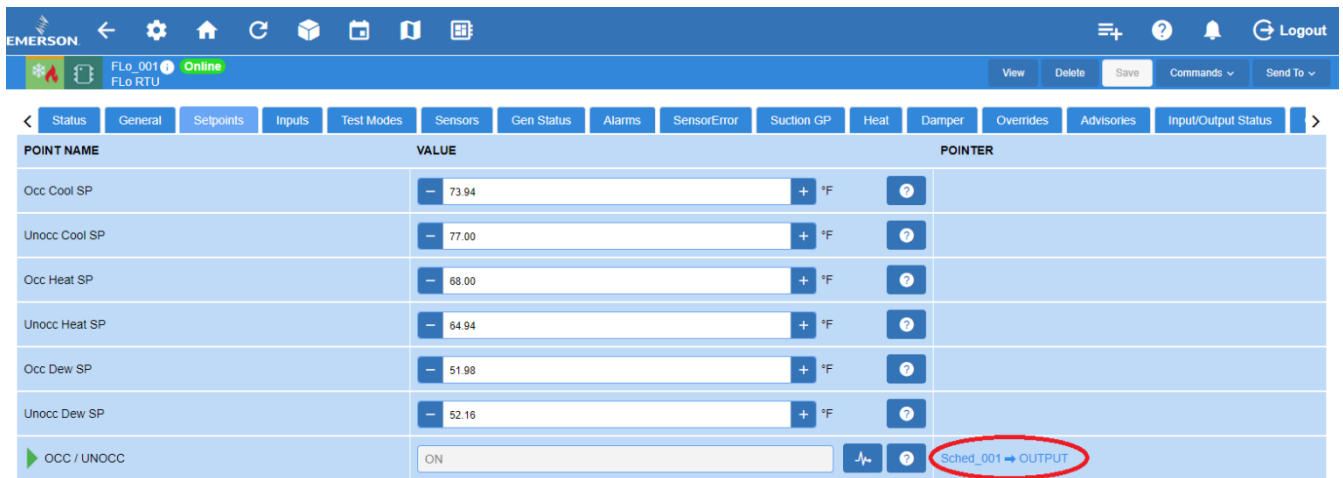 EMERSON. Logout
FLo_001 Online
FLo RTU
View Delete Save Commands Send To
Status General Setpoints Inputs Test Modes Sensors Gen Status Alarms SensorError Suction GP Heat Damper Overrides Advisories Input/Output Status
POINT NAME VALUE POINTER
Occ Cool SP − 73.94 + °F ?
Unocc Cool SP − 77.00 + °F ?
Occ Heat SP − 68.00 + °F ?
Unocc Heat SP − 64.94 + °F ?
Occ Dew SP − 51.98 + °F ?
Unocc Dew SP − 52.16 + °F ?
OCC / UNOCC ON ? Sched_001 ➡ OUTPUT